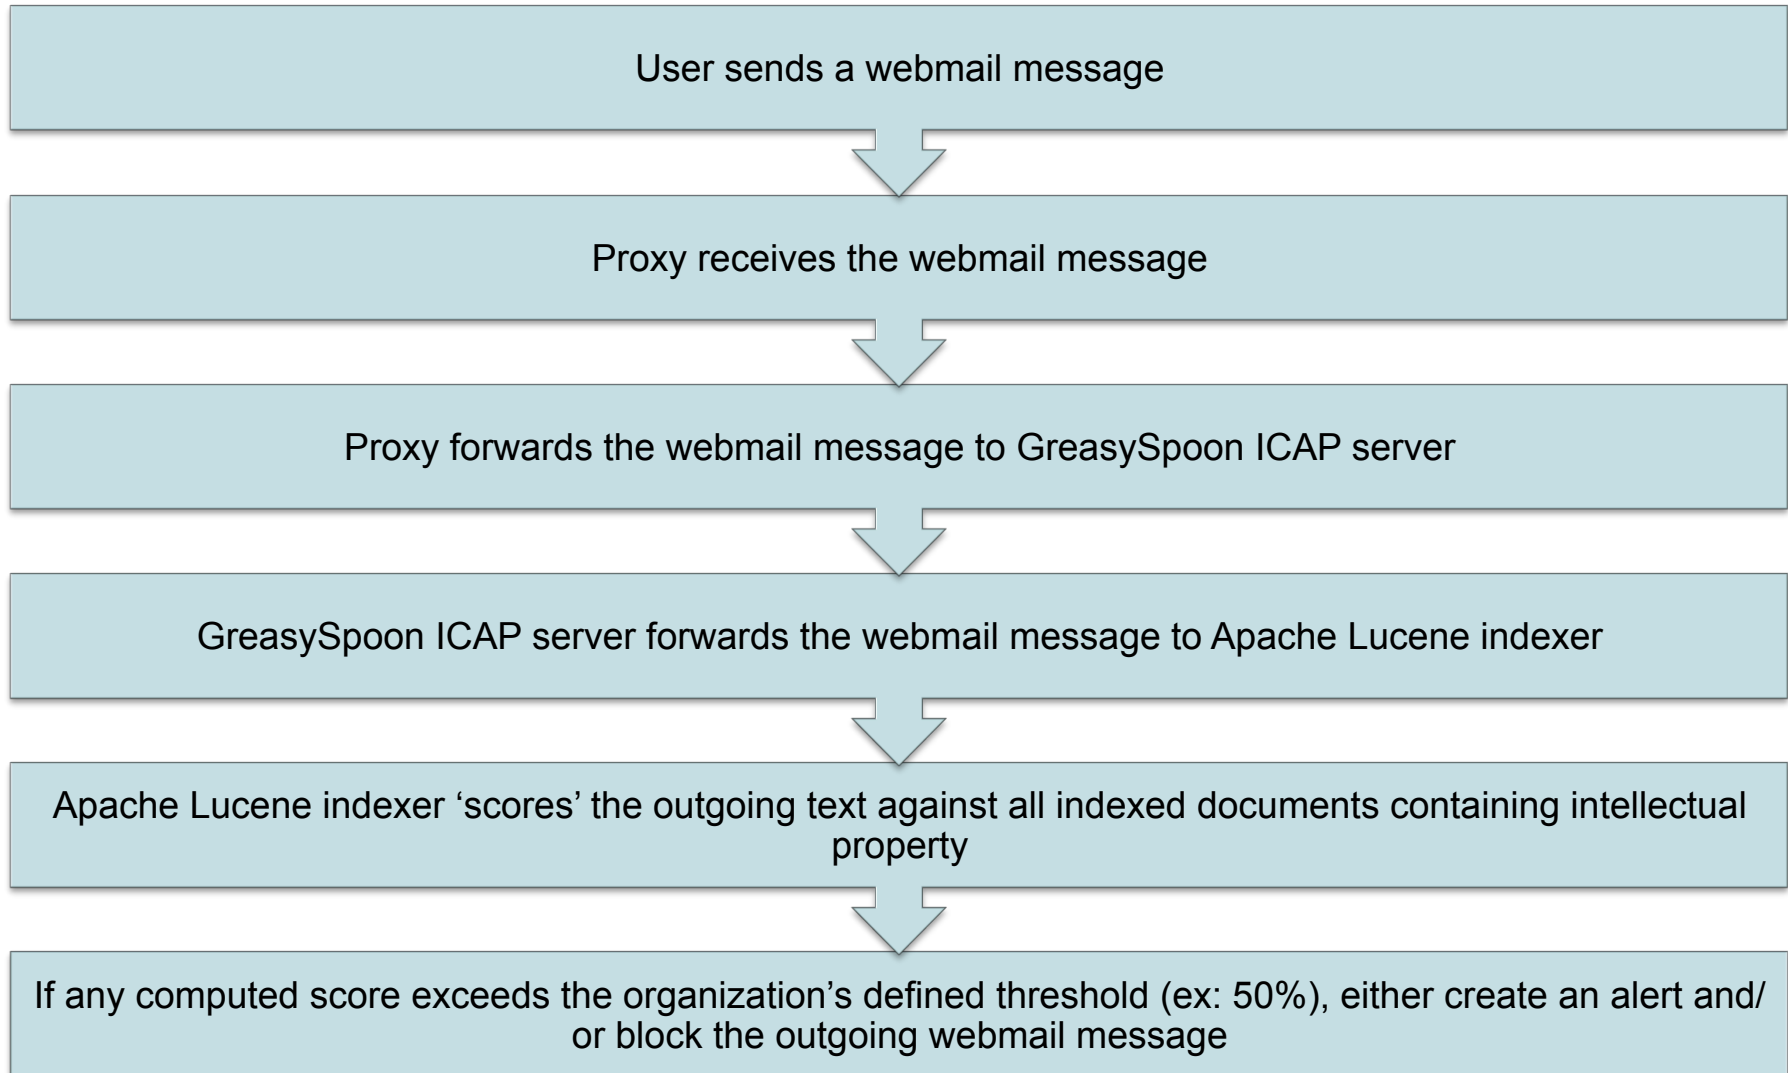 User sends a webmail message
Proxy receives the webmail message
Proxy forwards the webmail message to GreasySpoon ICAP server
GreasySpoon ICAP server forwards the webmail message to Apache Lucene indexer
Apache Lucene indexer ‘scores’ the outgoing text against all indexed documents containing intellectual
property
If any computed score exceeds the organization’s defined threshold (ex: 50%), either create an alert and/
or block the outgoing webmail message